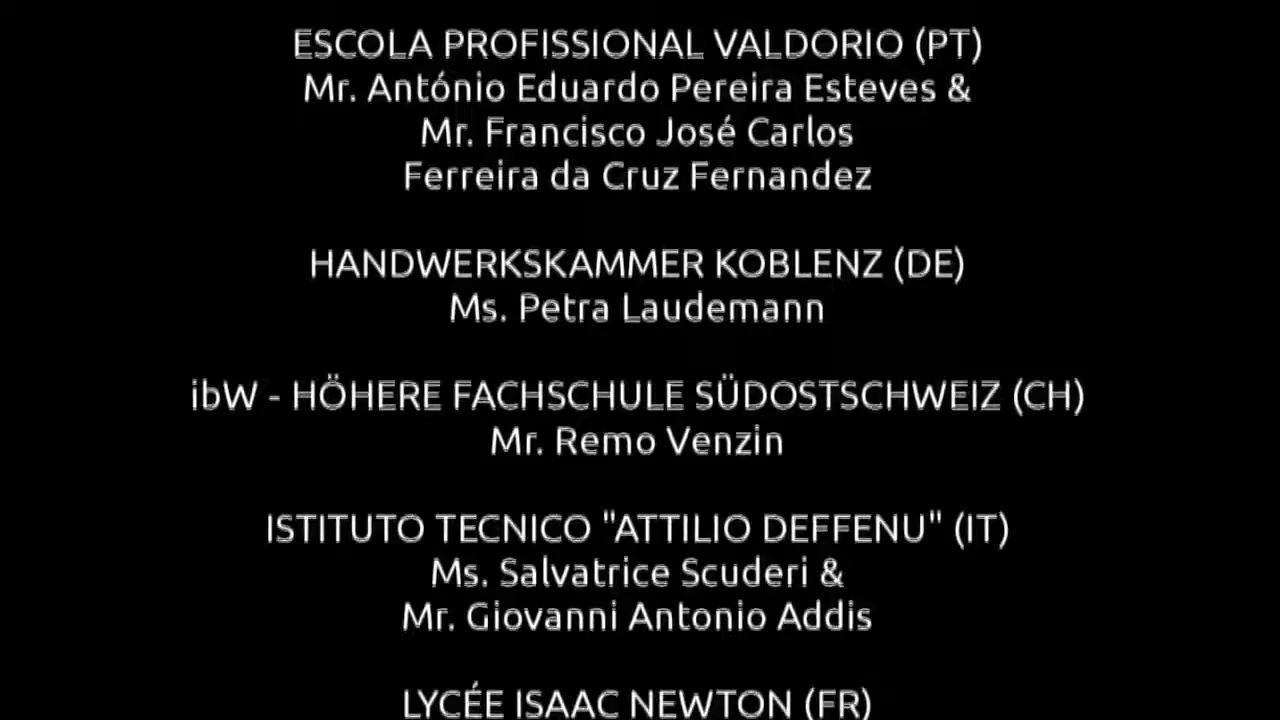 ESCOLA PROFISSIONAL VALDORIO (PT)
Mr. António Eduardo Pereira Esteves &
Mr. Francisco José Carlos
Ferreira da Cruz Fernandez
HANDWERKSKAMMER KOBLENZ (DE)
Ms. Petra Laudemann
ibW - HÖHERE FACHSCHULE SÜDOSTSCHWEIZ (CH)
Mr. Remo Venzin
ISTITUTO TECNICO "ATTILIO DEFFENU" (IT)
Ms. Salvatrice Scuderi &
Mr. Giovanni Antonio Addis
LYCÉE ISAAC NEWTON (FR)